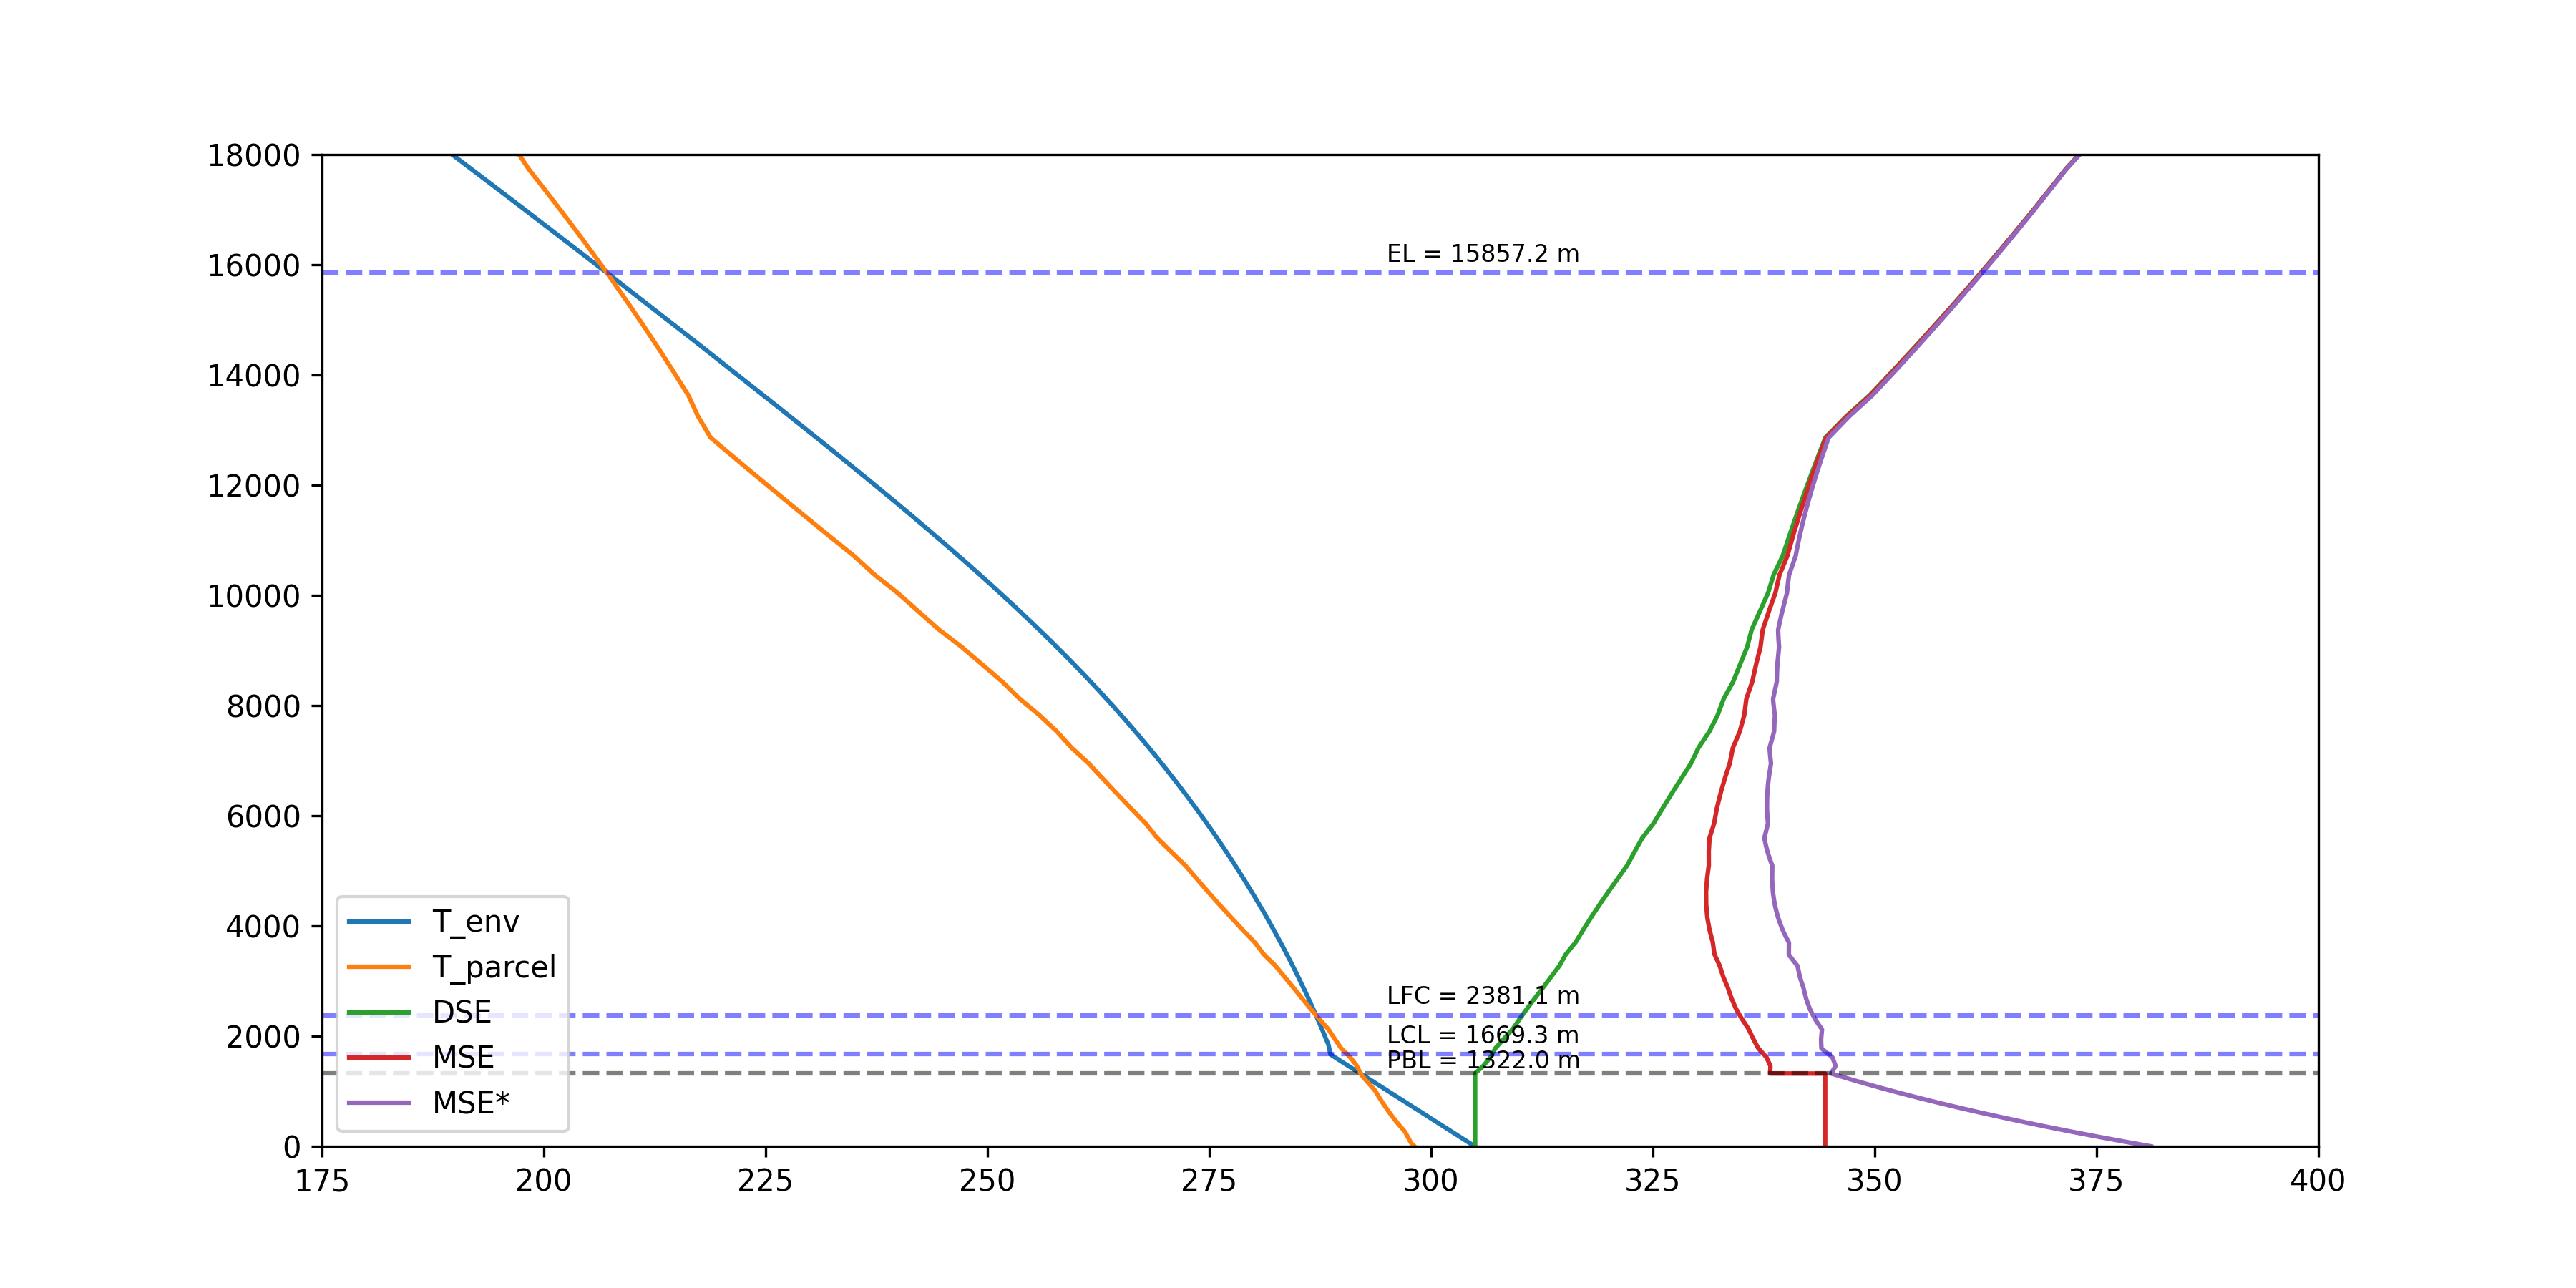 18000
16000
14000
12000
10000
8000
6000
4000
2000
0
EL = 15857.2 m
LFC = 2381.1 m
LCL = 1669.3 m
PBL = 1322.0 m
T_env
T_parcel
DSE
MSE
MSE*
175 200 225 250 275 300 325 350 375 400